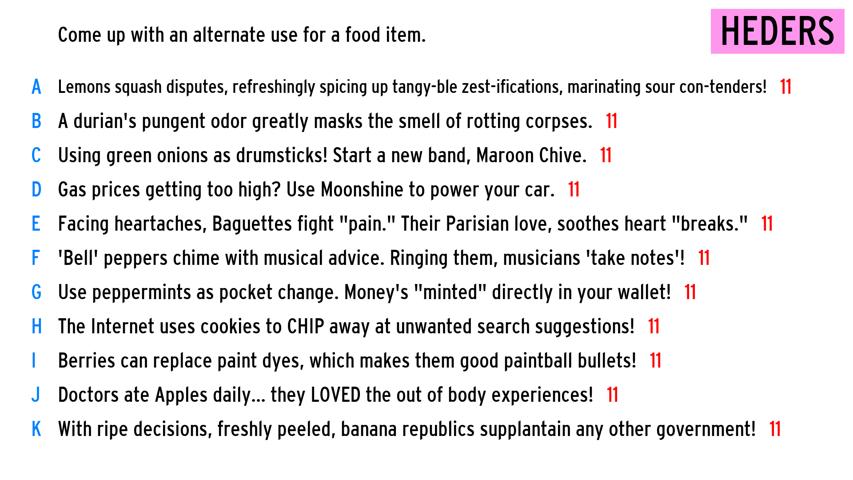 Come up with an alternate use for a food item.
HEDERS
A Lemons squash disputes, refreshingly spicing up tangy-ble zest-ifications, marinating sour con-tenders! 11
B A durian's pungent odor greatly masks the smell of rotting corpses. 11
C Using green onions as drumsticks! Start a new band, Maroon Chive. 11
D Gas prices getting too high? Use Moonshine to power your car. 11
E Facing heartaches, Baguettes fight "pain." Their Parisian love, soothes heart "breaks." 11
F 'Bell' peppers chime with musical advice. Ringing them, musicians 'take notes'! 11
G Use peppermints as pocket change. Money's "minted" directly in your wallet! 11
H The Internet uses cookies to CHIP away at unwanted search suggestions! 11
I Berries can replace paint dyes, which makes them good paintball bullets! 11
J Doctors ate Apples daily... they LOVED the out of body experiences! 11
K With ripe decisions, freshly peeled, banana republics supplantain any other government! 11